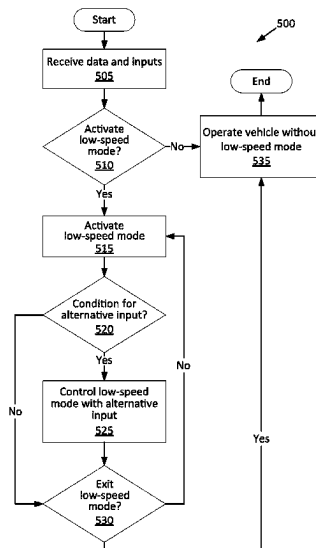 Start
500
Receive data and inputs
505
End
Activate
low-speed
mode?
510
No
Operate vehicle without
low-speed mode
535
Yes
Activate
low-speed mode
515
Condition for
alternative input?
520
Yes
No
Control low-speed
mode with alternative
input
525
No
Yes
Exit
low-speed
mode?
530